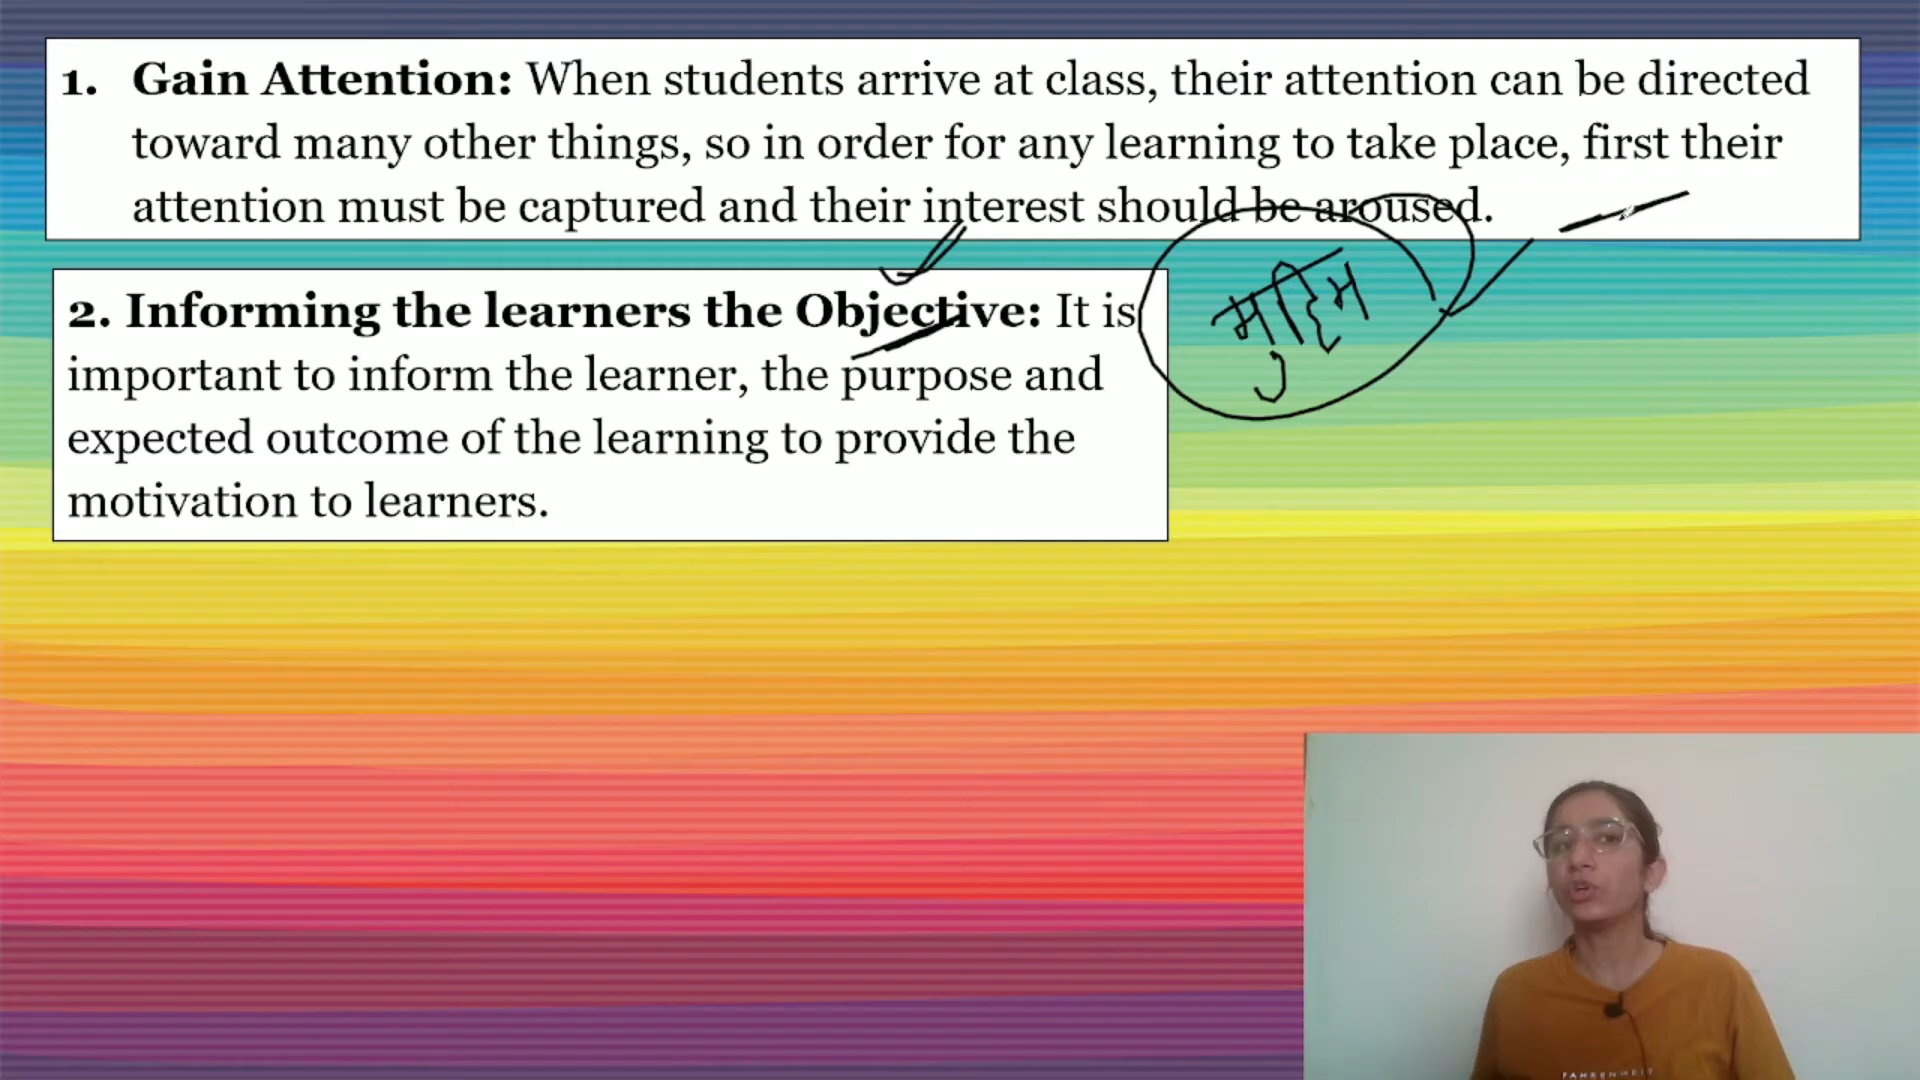 1. Gain Attention: When students arrive at class, their attention can be directed
toward many other things, so in order for any learning to take place, first their
attention must be captured and their interest should be aroused.
2. Informing the learners the Objective: It is
important to inform the learner, the purpose and
expected outcome of the learning to provide the
motivation to learners.
FAHRENHEIT